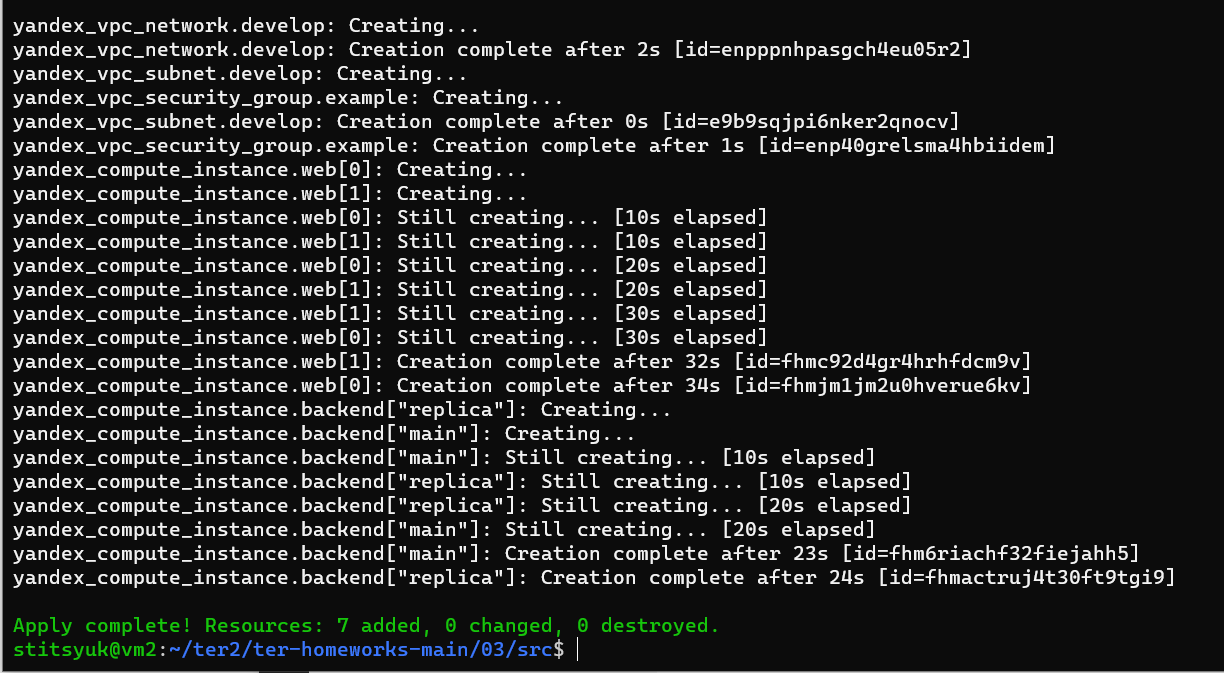 yandex_vpc_network.develop: Creating...
yandex_vpc_network.develop: Creation complete after 2s [id=enpppnhpasgch4eu05r2]
yandex_vpc_subnet.develop: Creating...
yandex_vpc_security_group.example: Creating...
yandex_vpc_subnet.develop: Creation complete after 0s [id=e9b9sqjpi6nker2qnocv]
yandex_vpc_security_group.example: Creation complete after 1s [id=enp40grelsma4hbiidem]
yandex_compute_instance.web[0]: Creating...
yandex_compute_instance.web[1]: Creating...
yandex_compute_instance.web[0]: Still creating... [10s elapsed]
yandex_compute_instance.web[1]: Still creating... [10s elapsed]
yandex_compute_instance.web[0]: Still creating... [20s elapsed]
yandex_compute_instance.web[1]: Still creating... [20s elapsed]
yandex_compute_instance.web[1]: Still creating... [30s elapsed]
yandex_compute_instance.web[0]: Still creating... [30s elapsed]
yandex_compute_instance.web[1]: Creation complete after 32s [id=fhmc92d4gr4hrhfdcm9v]
yandex_compute_instance.web[0]: Creation complete after 34s [id=fhmjm1jm2u0hverue6kv]
yandex_compute_instance.backend["replica"]: Creating...
yandex_compute_instance.backend["main"]: Creating...
yandex_compute_instance.backend["main"]: Still creating... [10s elapsed]
yandex_compute_instance.backend["replica"]: Still creating... [10s elapsed]
yandex_compute_instance.backend["replica"]: Still creating... [20s elapsed]
yandex_compute_instance.backend["main"]: Still creating... [20s elapsed]
yandex_compute_instance.backend["main"]: Creation complete after 23s [id=fhm6riachf32fiejahh5]
yandex_compute_instance.backend["replica"]: Creation complete after 24s [id=fhmactruj4t30ft9tgi9]
Apply complete! Resources: 7 added, 0 changed, 0 destroyed.
stitsyuk@vm2:~/ter2/ter-homeworks-main/03/src$